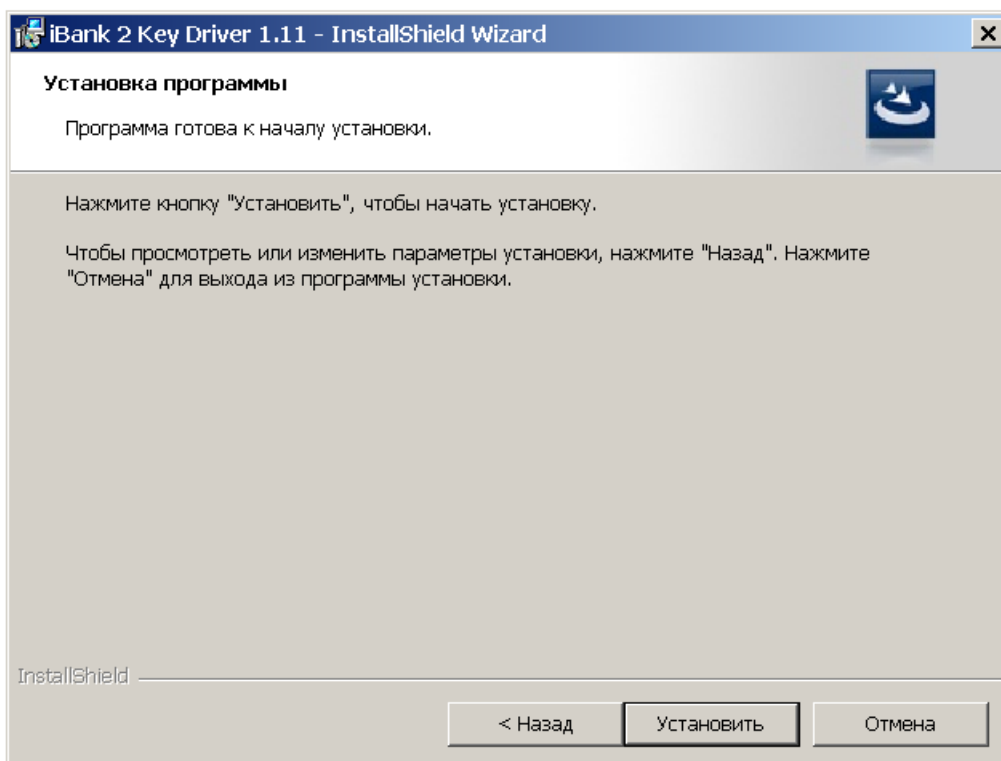 iBank 2 Key Driver 1.11 - InstallShield Wizard
Установка программы
Программа готова к началу установки.
Нажмите кнопку "Установить", чтобы начать установку.
Чтобы просмотреть или изменить параметры установки, нажмите "Назад". Нажмите
"Отмена" для выхода из программы установки.
InstallShield
< Назад
Установить
Отмена